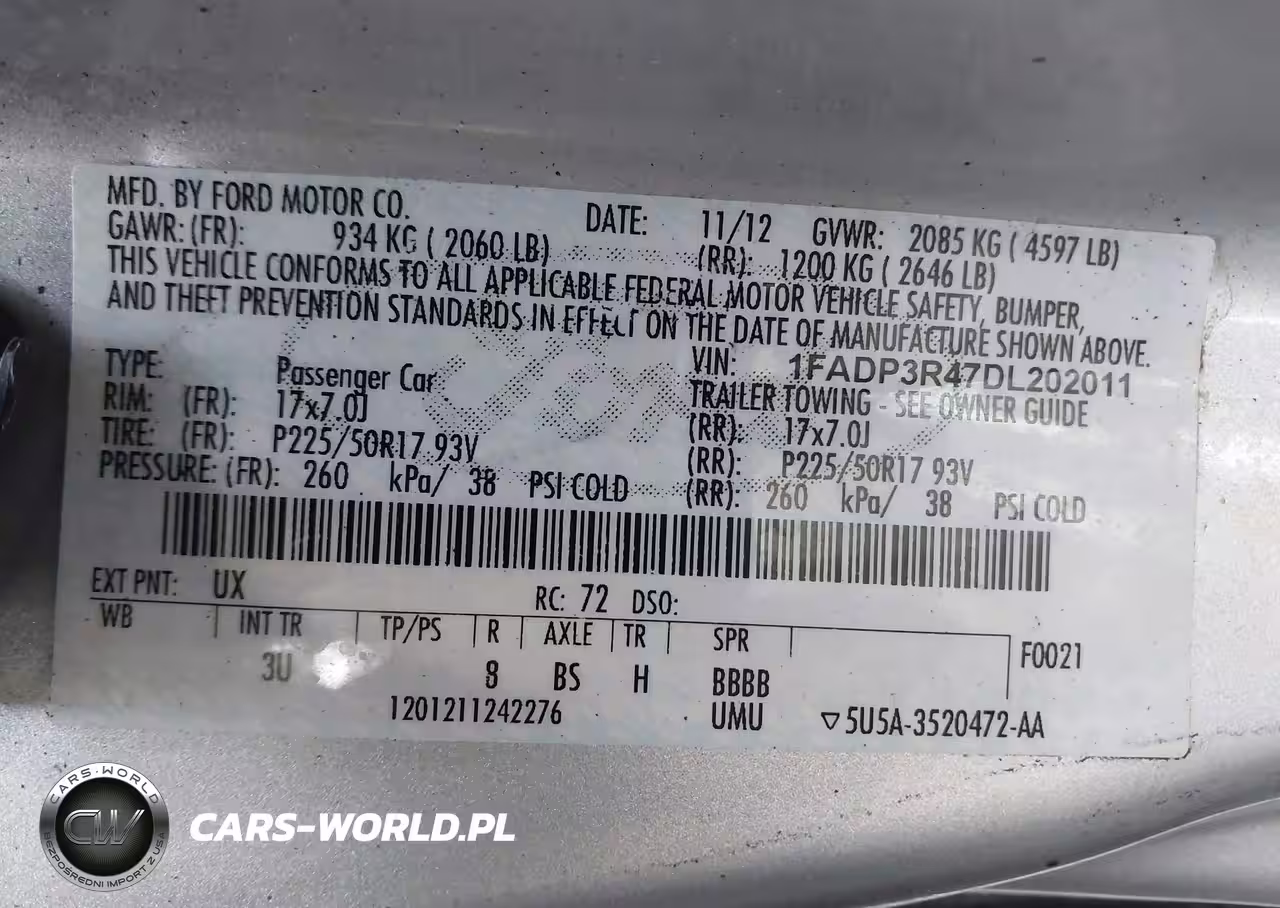 MFD. BY FORD MOTOR CO. DATE: 11/12 GVWR: 2085 KG ( 4597 LB)
GAWR: (FR): 934 KG ( 2060 LB) (RR): 1200 KG ( 2646 LB)
THIS VEHICLE CONFORMS TO ALL APPLICABLE FEDERAL MOTOR VEHICLE SAFETY, BUMPER,
AND THEFT PREVENTION STANDARDS IN EFFECT ON THE DATE OF MANUFACTURE SHOWN ABOVE.
VIN: 1FADP3R47DL202011
TYPE: Passenger Car TRAILER TOWING - SEE OWNER GUIDE
RIM: (FR): 17x7.0J (RR): 17x7.0J
TIRE: (FR): P225/50R17 93V (RR): P225/50R17 93V
PRESSURE: (FR): 260 kPa/ 38 PSI COLD (RR): 260 kPa/ 38 PSI COLD
EXT PNT: UX RC: 72 DSO:
WB INT TR TP/PS R AXLE TR SPR F0021
3U 8 BS H BBBB
1201211242276 UMU ▽5U5A-3520472-AA
CARS-WORLD
CW
BEZPOŚREDNI IMPORT Z USA
CARS-WORLD.PL